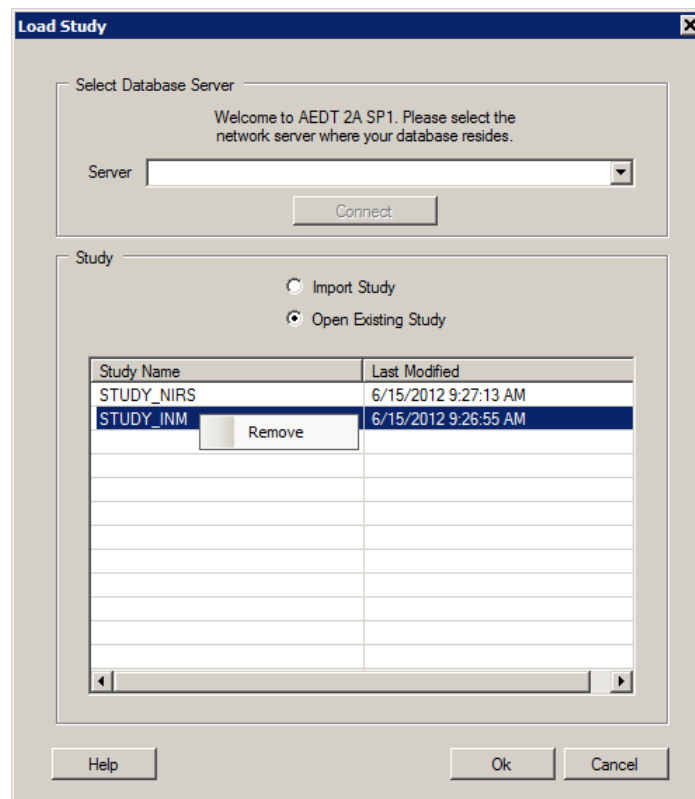 Load Study
Select Database Server
Welcome to AEDT 2A SP1. Please select the
network server where your database resides.
Server
Connect
Study
Import Study
Open Existing Study
Study Name Last Modified
STUDY_NIRS 6/15/2012 9:27:13 AM
STUDY_INM 6/15/2012 9:26:55 AM
Remove
Help Ok Cancel